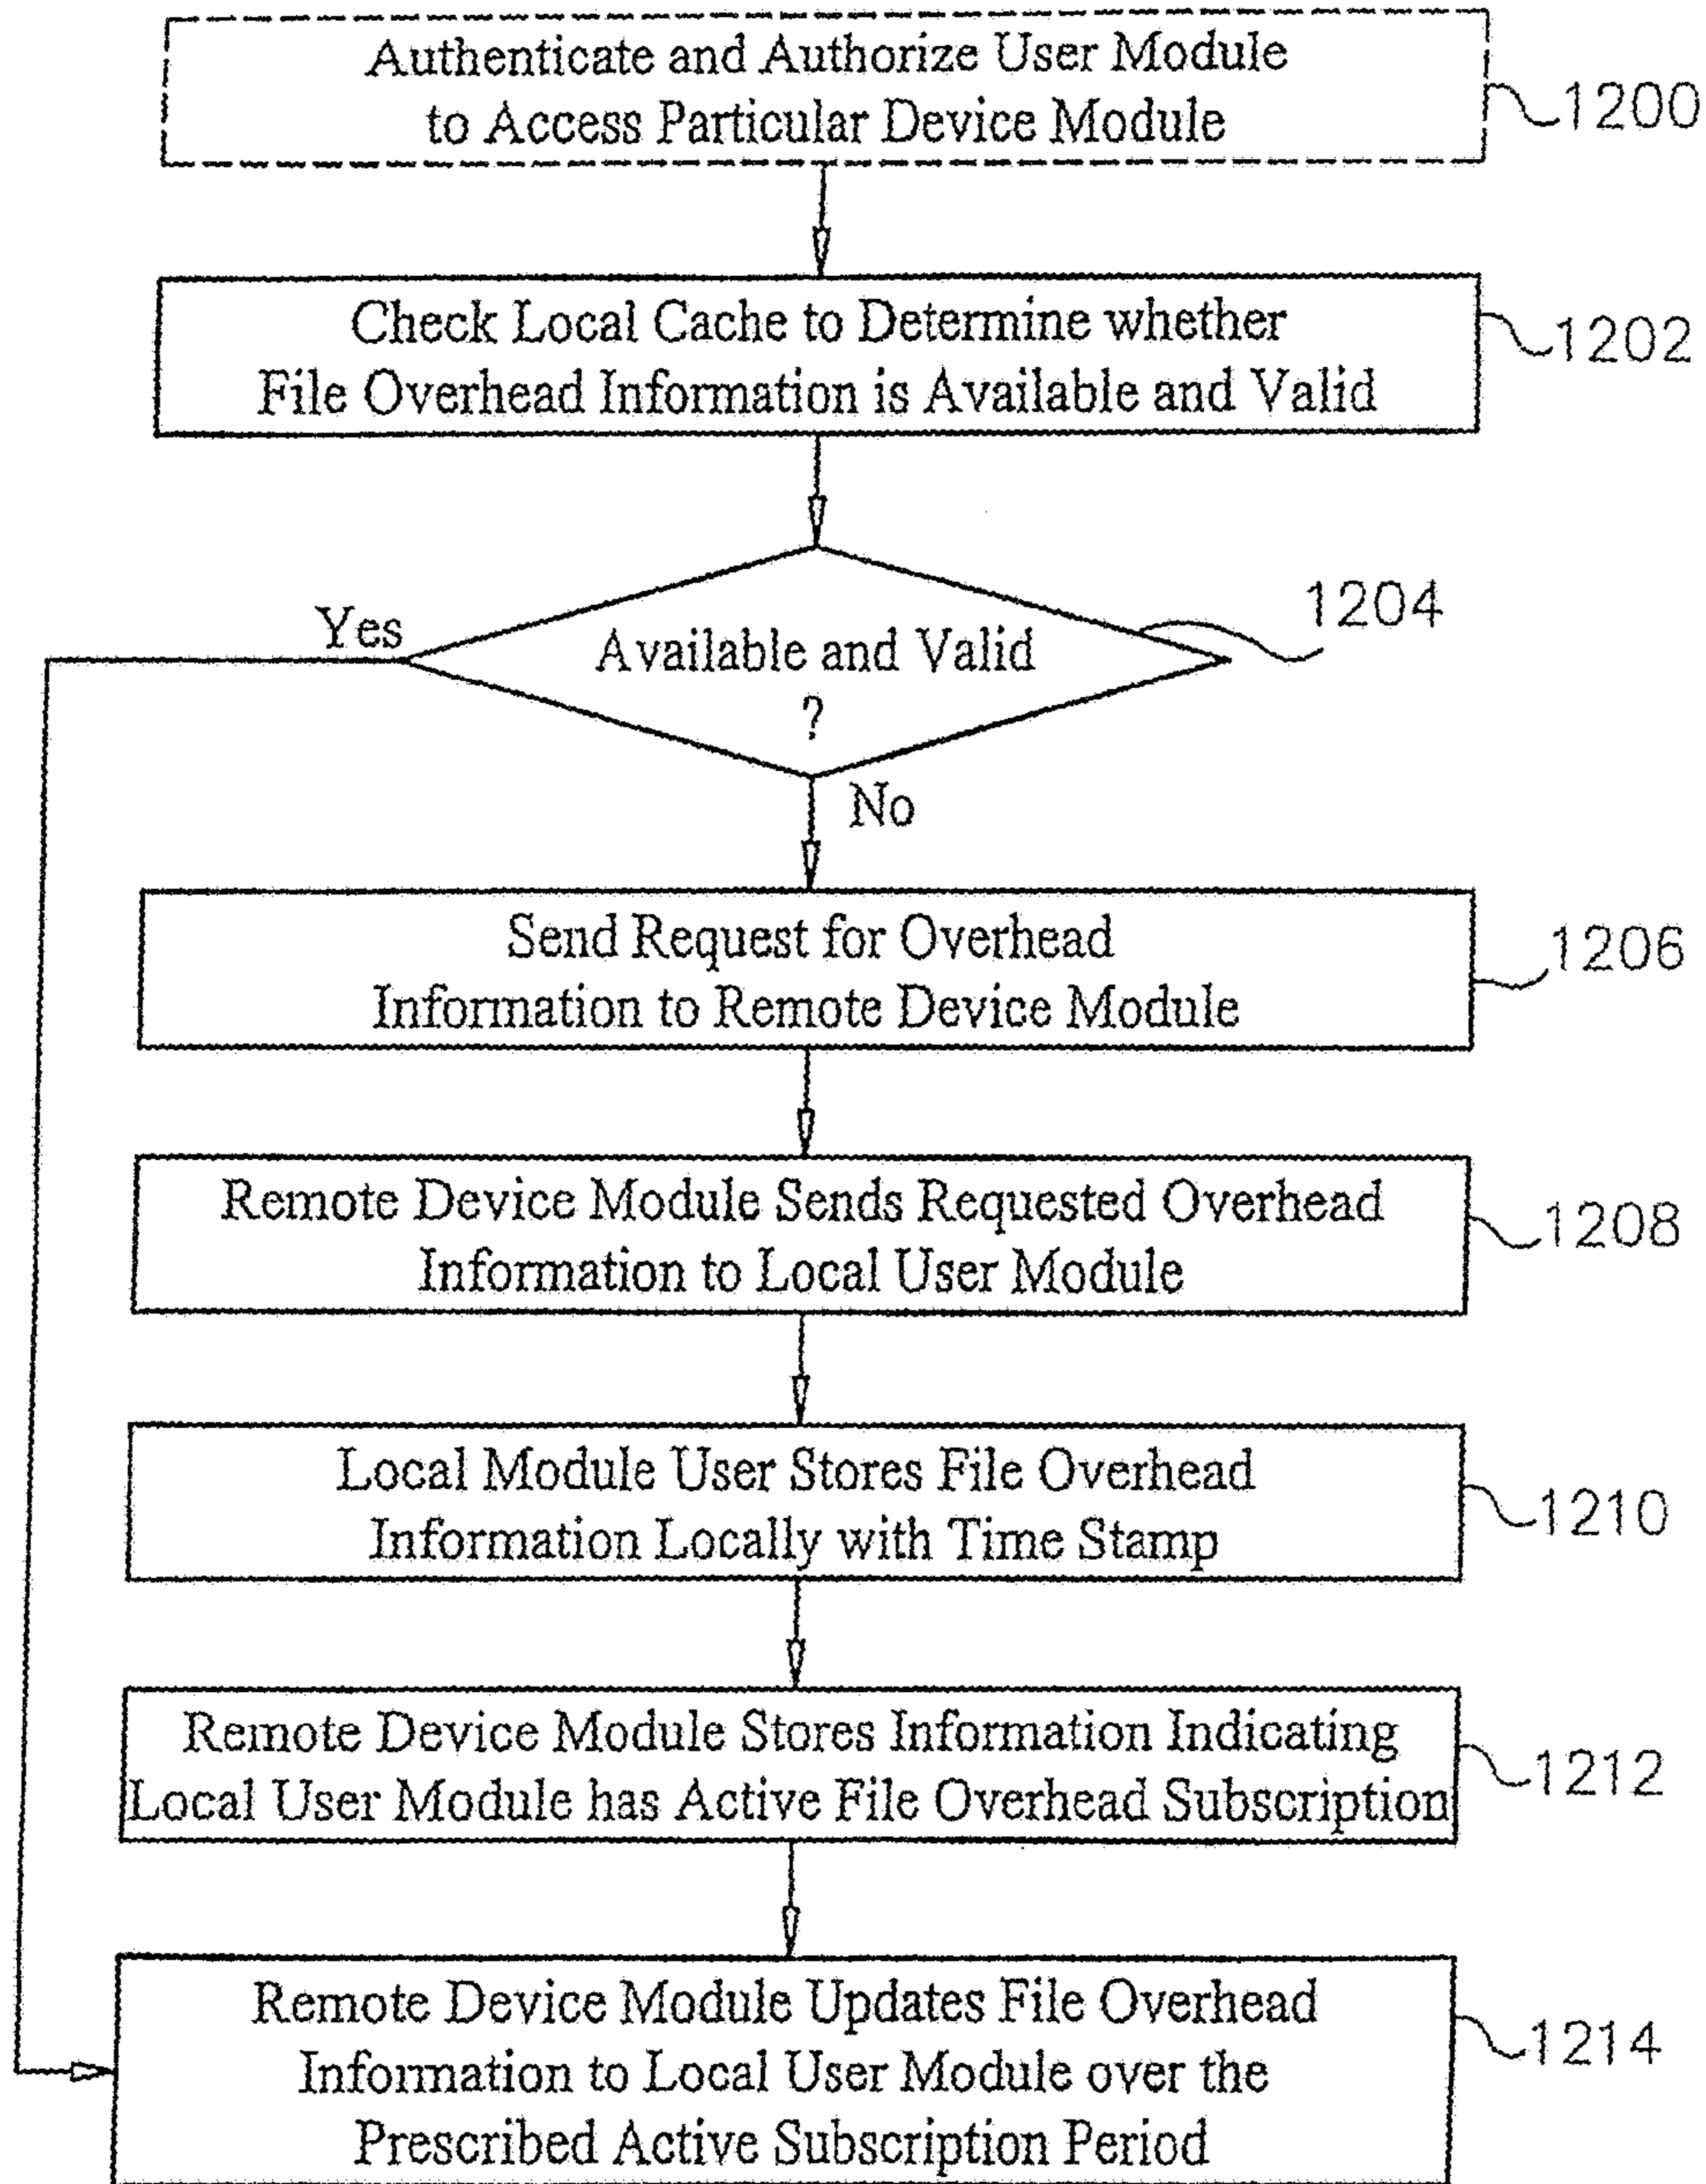 Authenticate and Authorize User Module
to Access Particular Device Module
1200
Check Local Cache to Determine whether
File Overhead Information is Available and Valid
1202
Yes
Available and Valid
?
1204
No
Send Request for Overhead
Information to Remote Device Module
1206
Remote Device Module Sends Requested Overhead
Information to Local User Module
1208
Local Module User Stores File Overhead
Information Locally with Time Stamp
1210
Remote Device Module Stores Information Indicating
Local User Module has Active File Overhead Subscription
1212
Remote Device Module Updates File Overhead
Information to Local User Module over the
Prescribed Active Subscription Period
1214